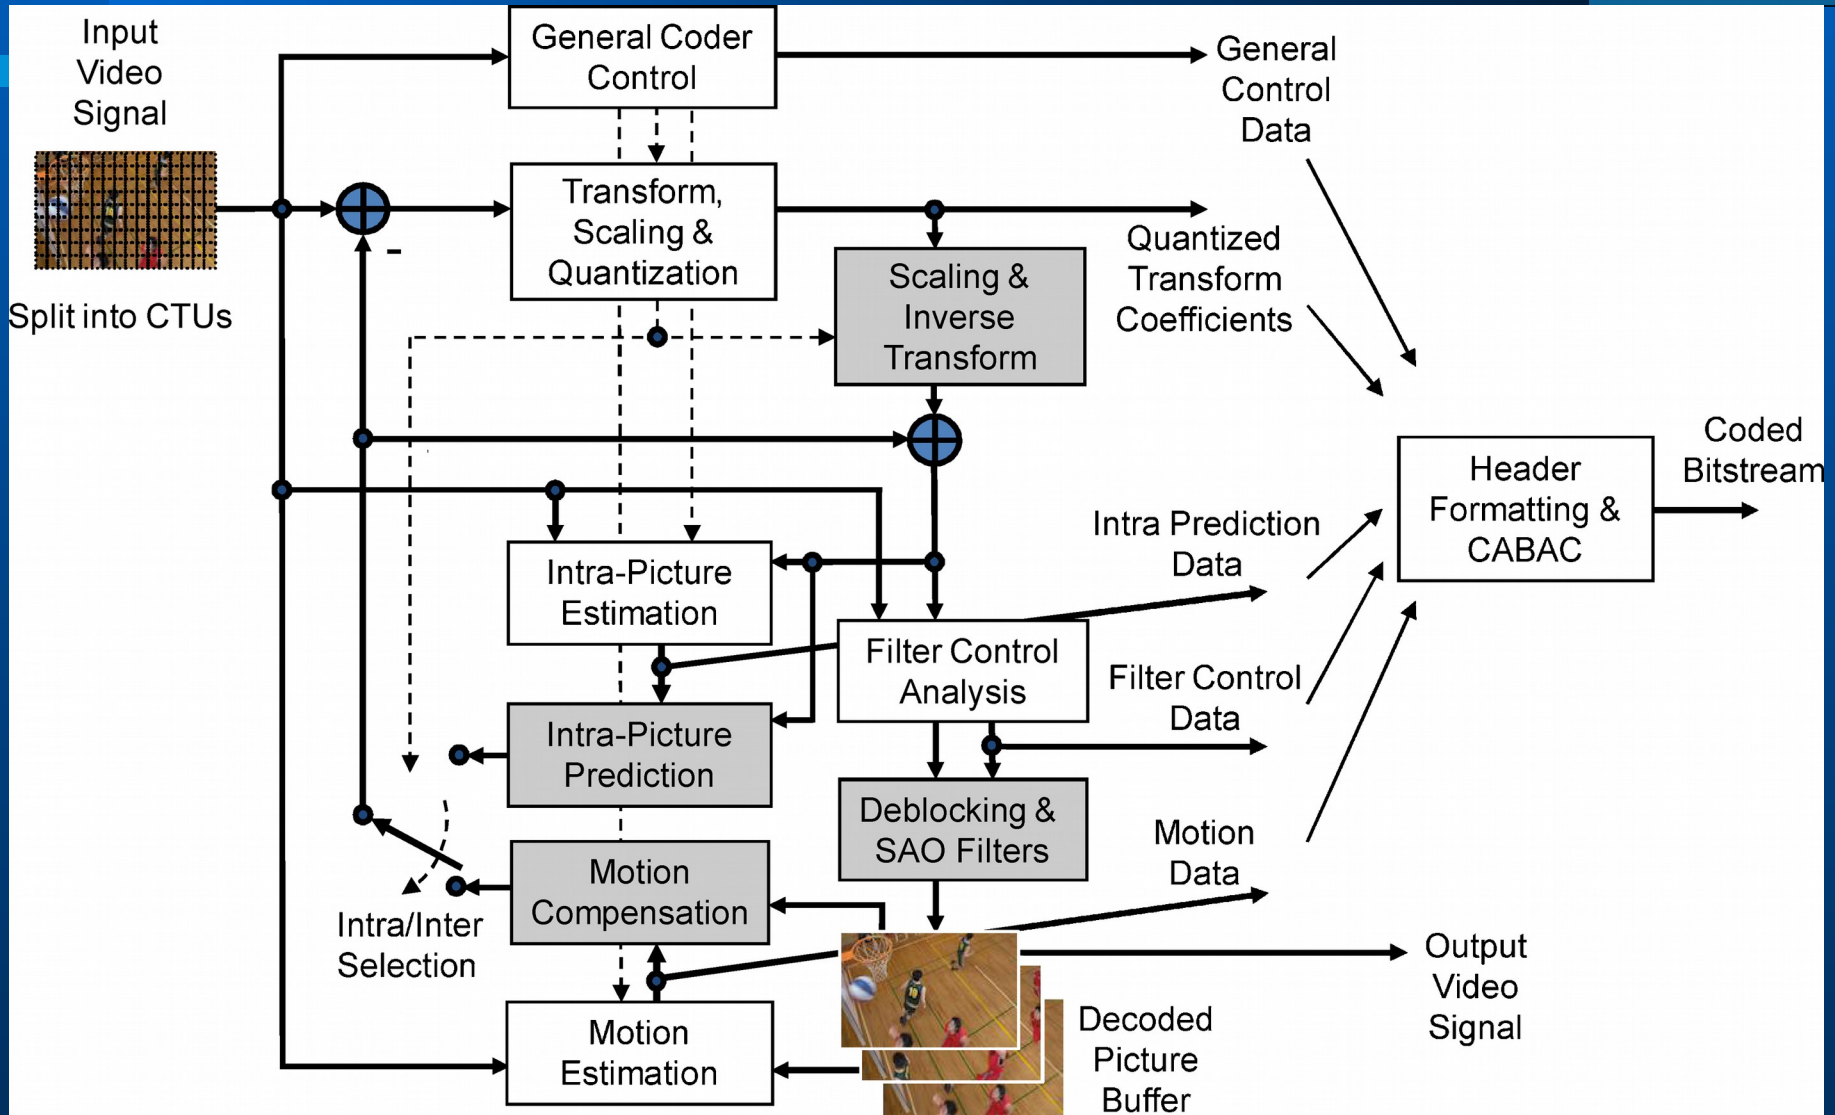 Input
Video
Signal
Split into CTUs
General Coder
Control
Transform,
Scaling &
Quantization
-
Scaling &
Inverse
Transform
Intra-Picture
Estimation
Intra-Picture
Prediction
Motion
Compensation
Motion
Estimation
Intra/Inter
Selection
Filter Control
Analysis
Deblocking &
SAO Filters
Decoded
Picture
Buffer
General
Control
Data
Quantized
Transform
Coefficients
Intra Prediction
Data
Filter Control
Data
Motion
Data
Header
Formatting &
CABAC
Coded
Bitstream
Output
Video
Signal